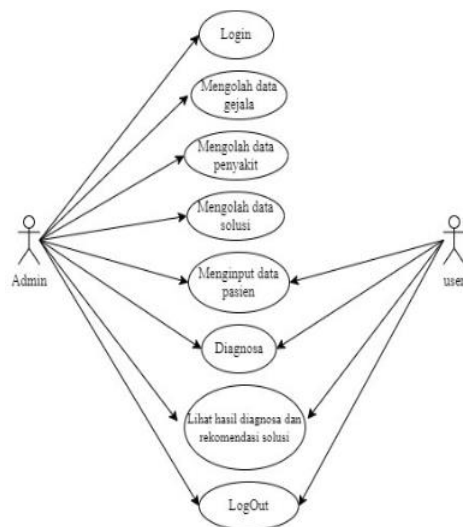 Login
Mengolah data
gejala
Mengolah data
penyakit
Mengolah data
solusi
Admin
user
Menginput data
pasien
Diagnosa
Lihat hasil diagnosa dan
rekomendasi solusi
LogOut